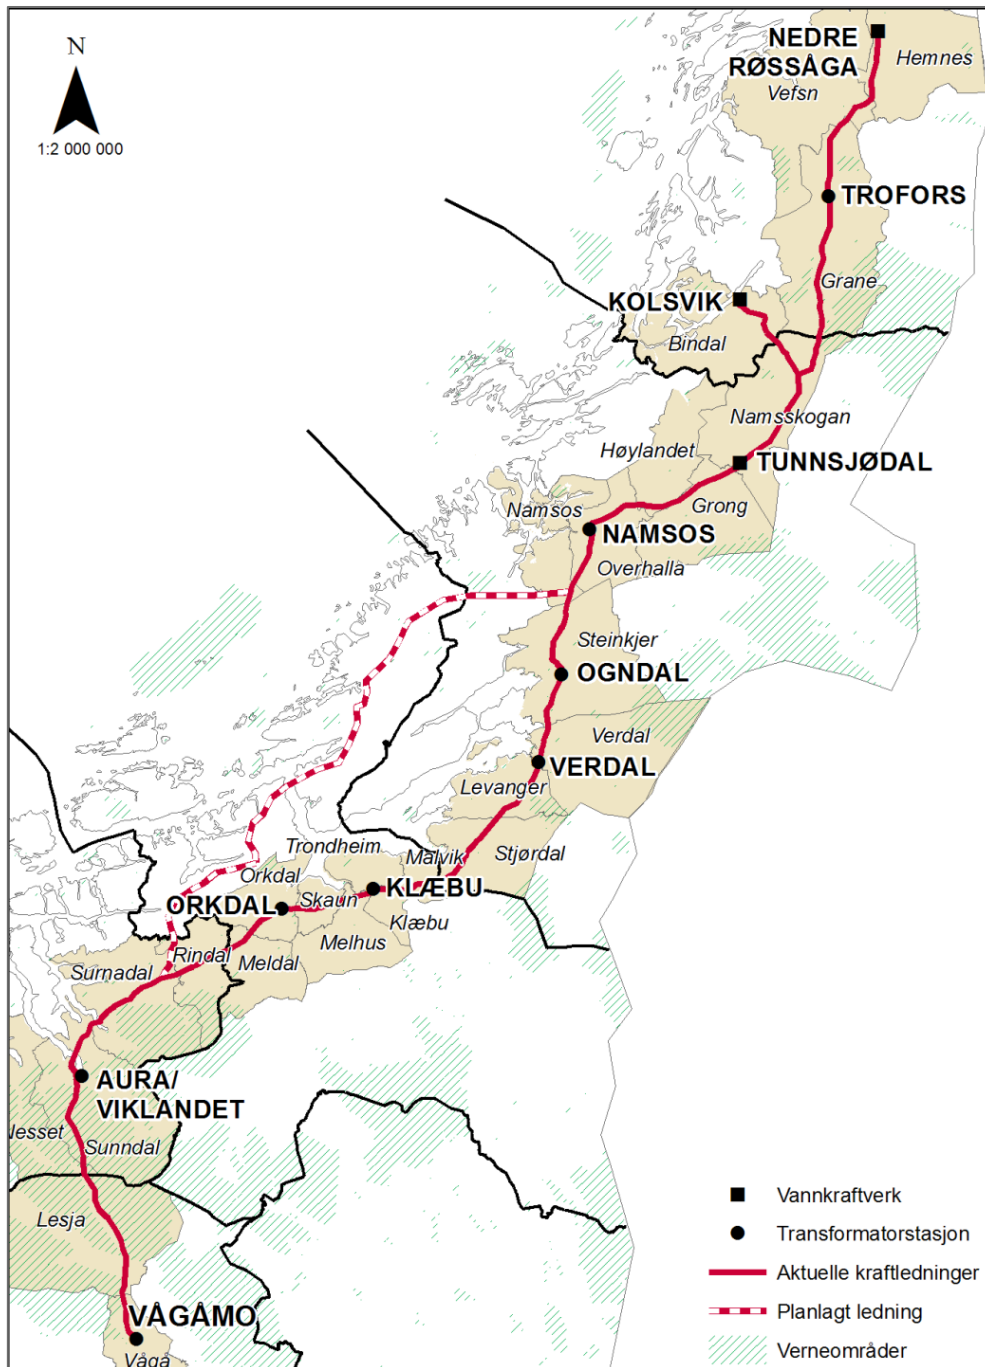 NEDRE
RØSSÅGA
Hemnes
Vefsn
N
1:2 000 000
TROFORS
Grane
KOLSVIK
Bindal
Namsskogan
Høylandet
TUNNSJØDAL
Grong
Namsos
NAMSOS
Overhalla
Steinkjer
OGNDAL
Verdal
VERDAL
Levanger
Stjørdal
Malvik
Trondheim
Orkdal
KLÆBU
Skaun
ORKDAL
Klæbu
Melhus
Rindal
Meldal
Surnadal
AURA/
VIKLANDET
Nesset
Sunndal
Lesja
VÅGÅMO
Vågå
Vannkraftverk
Transformatorstasjon
Aktuelle kraftledninger
Planlagt ledning
Verneområder